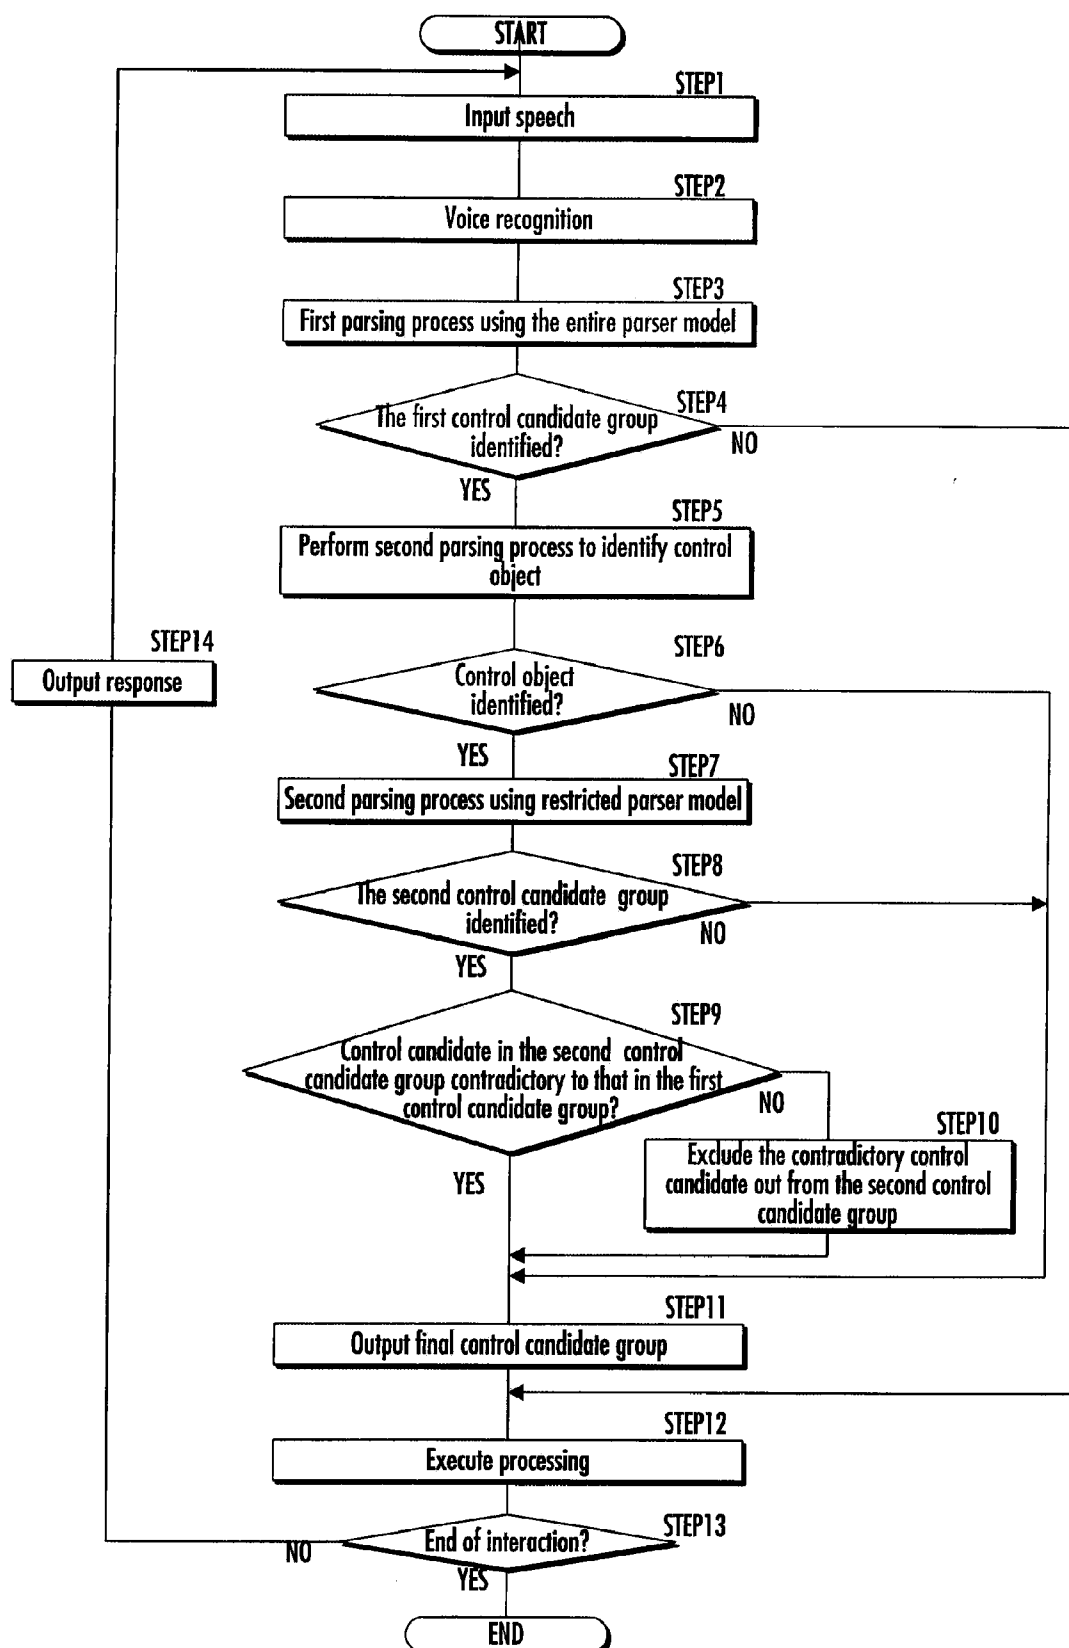 START
STEP1
Input speech
STEP2
Voice recognition
STEP3
First parsing process using the entire parser model
STEP4
The first control candidate group
identified?
NO
YES
STEP5
Perform second parsing process to identify control
object
STEP14
Output response
STEP6
Control object
identified?
NO
YES
STEP7
Second parsing process using restricted parser model
STEP8
The second control candidate group
identified?
NO
YES
STEP9
Control candidate in the second control
candidate group contradictory to that in the first
control candidate group?
NO
YES
STEP10
Exclude the contradictory control
candidate out from the second control
candidate group
STEP11
Output final control candidate group
STEP12
Execute processing
STEP13
End of interaction?
NO
YES
END